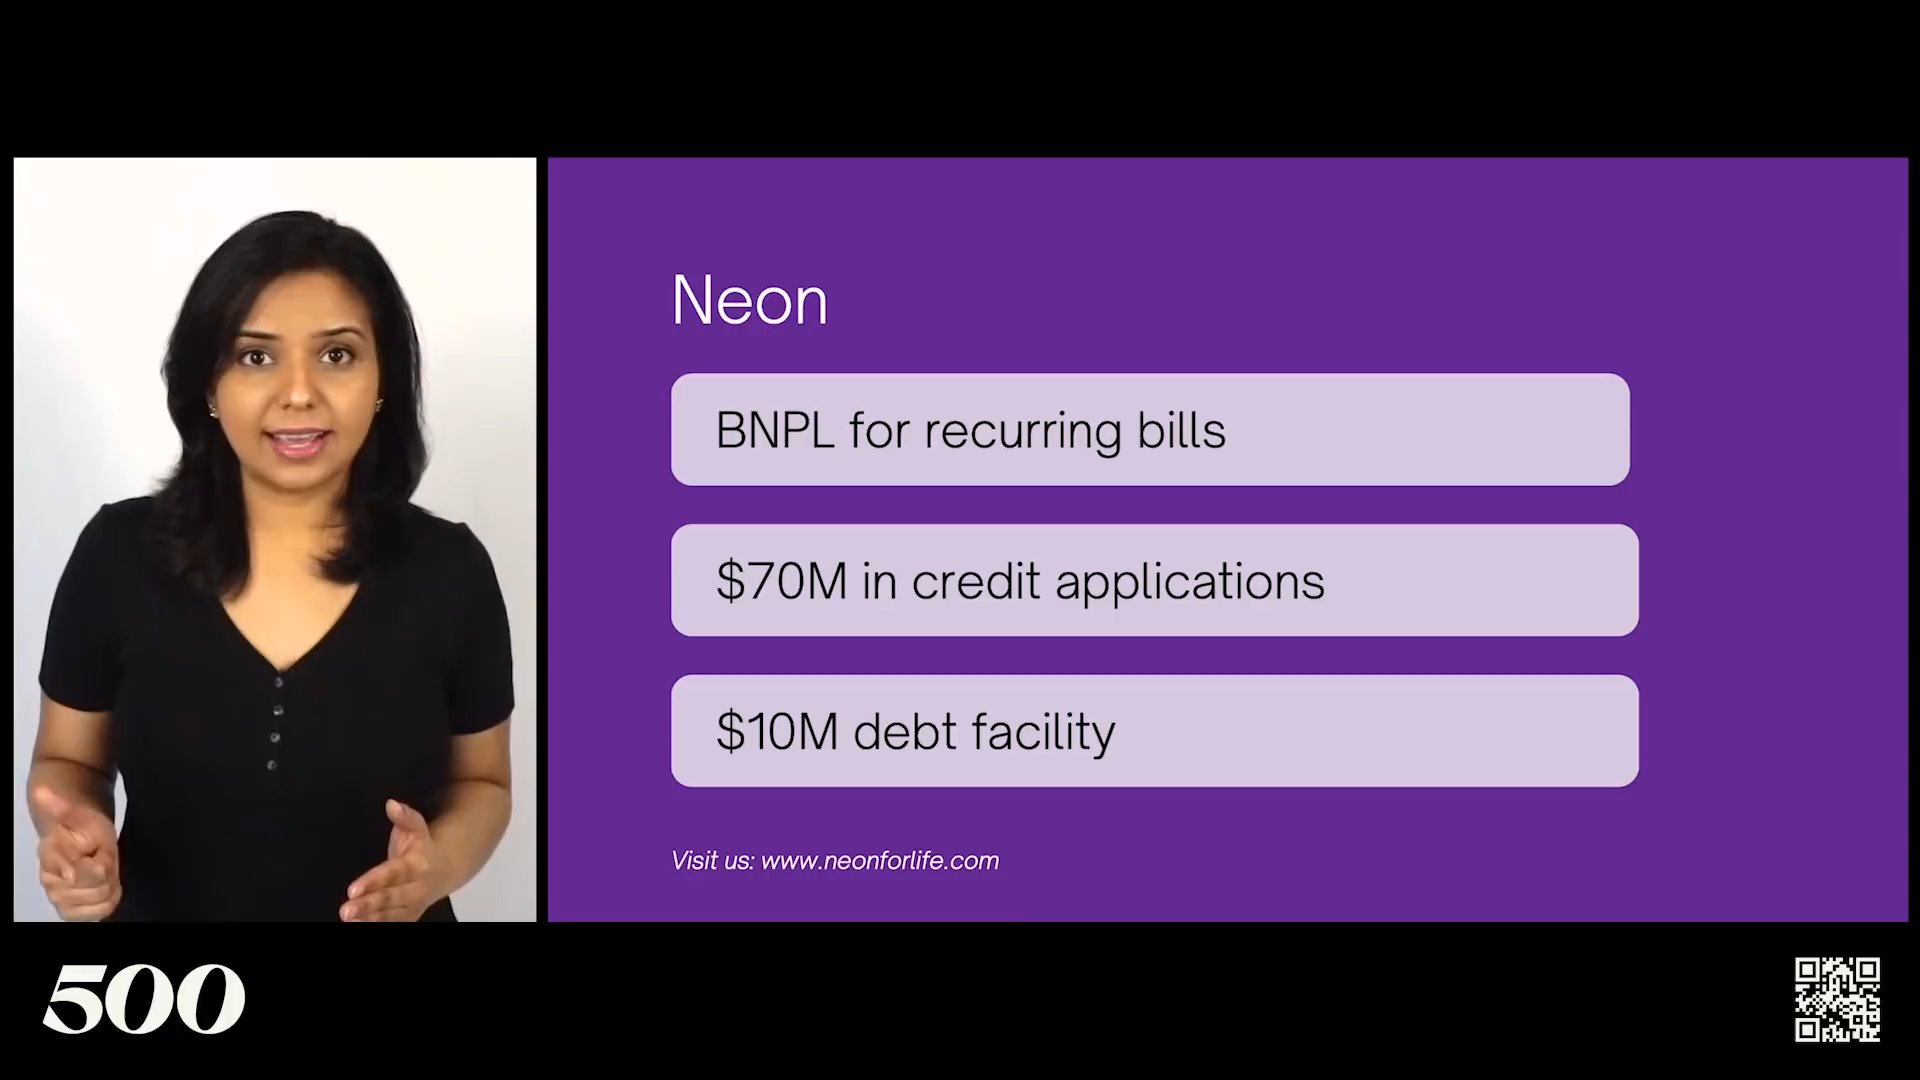 Neon
BNPL for recurring bills
$70M in credit applications
$10M debt facility
Visit us: www.neonforlife.com
500